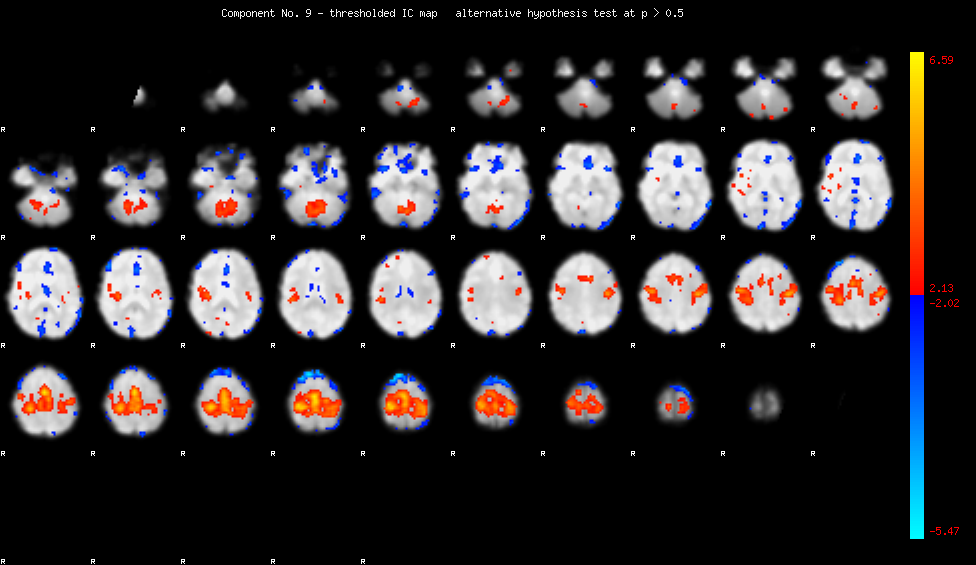 Component No. 9 - thresholded IC map   alternative hypothesis test at p > 0.5
6.59
R R R R R R R R R R
R R R R R R R R R R
2.13
-2.02
R R R R R R R R R R
R R R R R R R R R R
-5.47
R R R R R